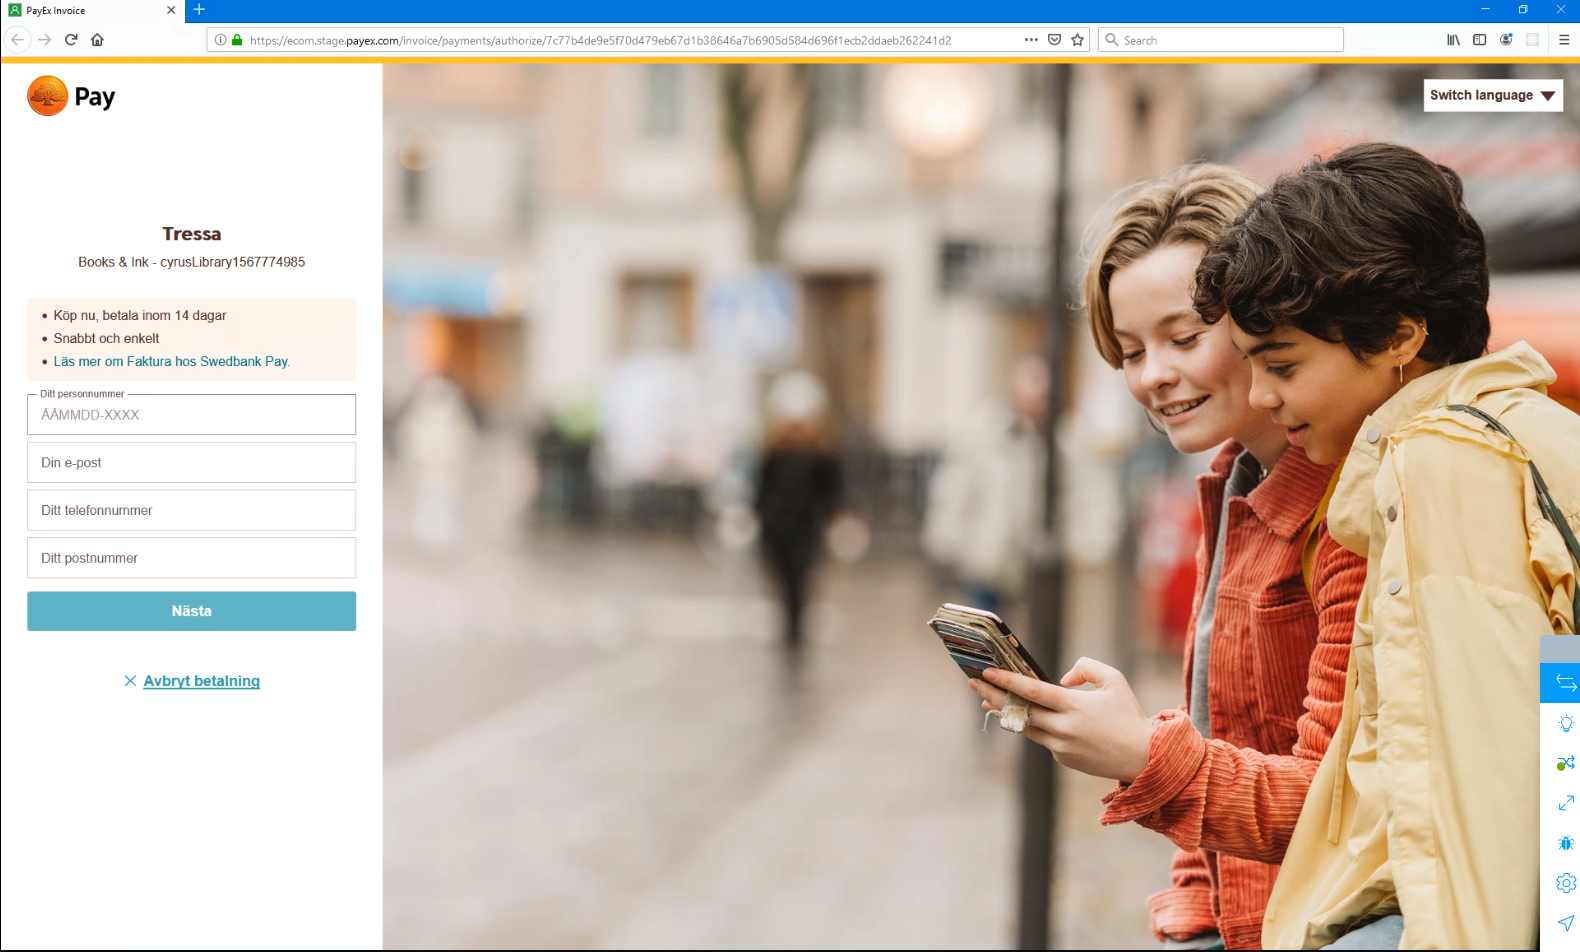 PayEx Invoice
https://ecom.stage.payex.com/invoice/payments/authorize/7c77b4de9e5f70d479eb67d1b38646a7b6905d584d696f1ecb2ddaeb262241d2
Search
Pay
Switch language
Tressa
Books & Ink - cyrusLibrary1567774985
• Köp nu, betala inom 14 dagar
• Snabbt och enkelt
• Läs mer om Faktura hos Swedbank Pay.
Ditt personnummer
ÅÅMMDD-XXXX
Din e-post
Ditt telefonnummer
Ditt postnummer
Nästa
Avbryt betalning